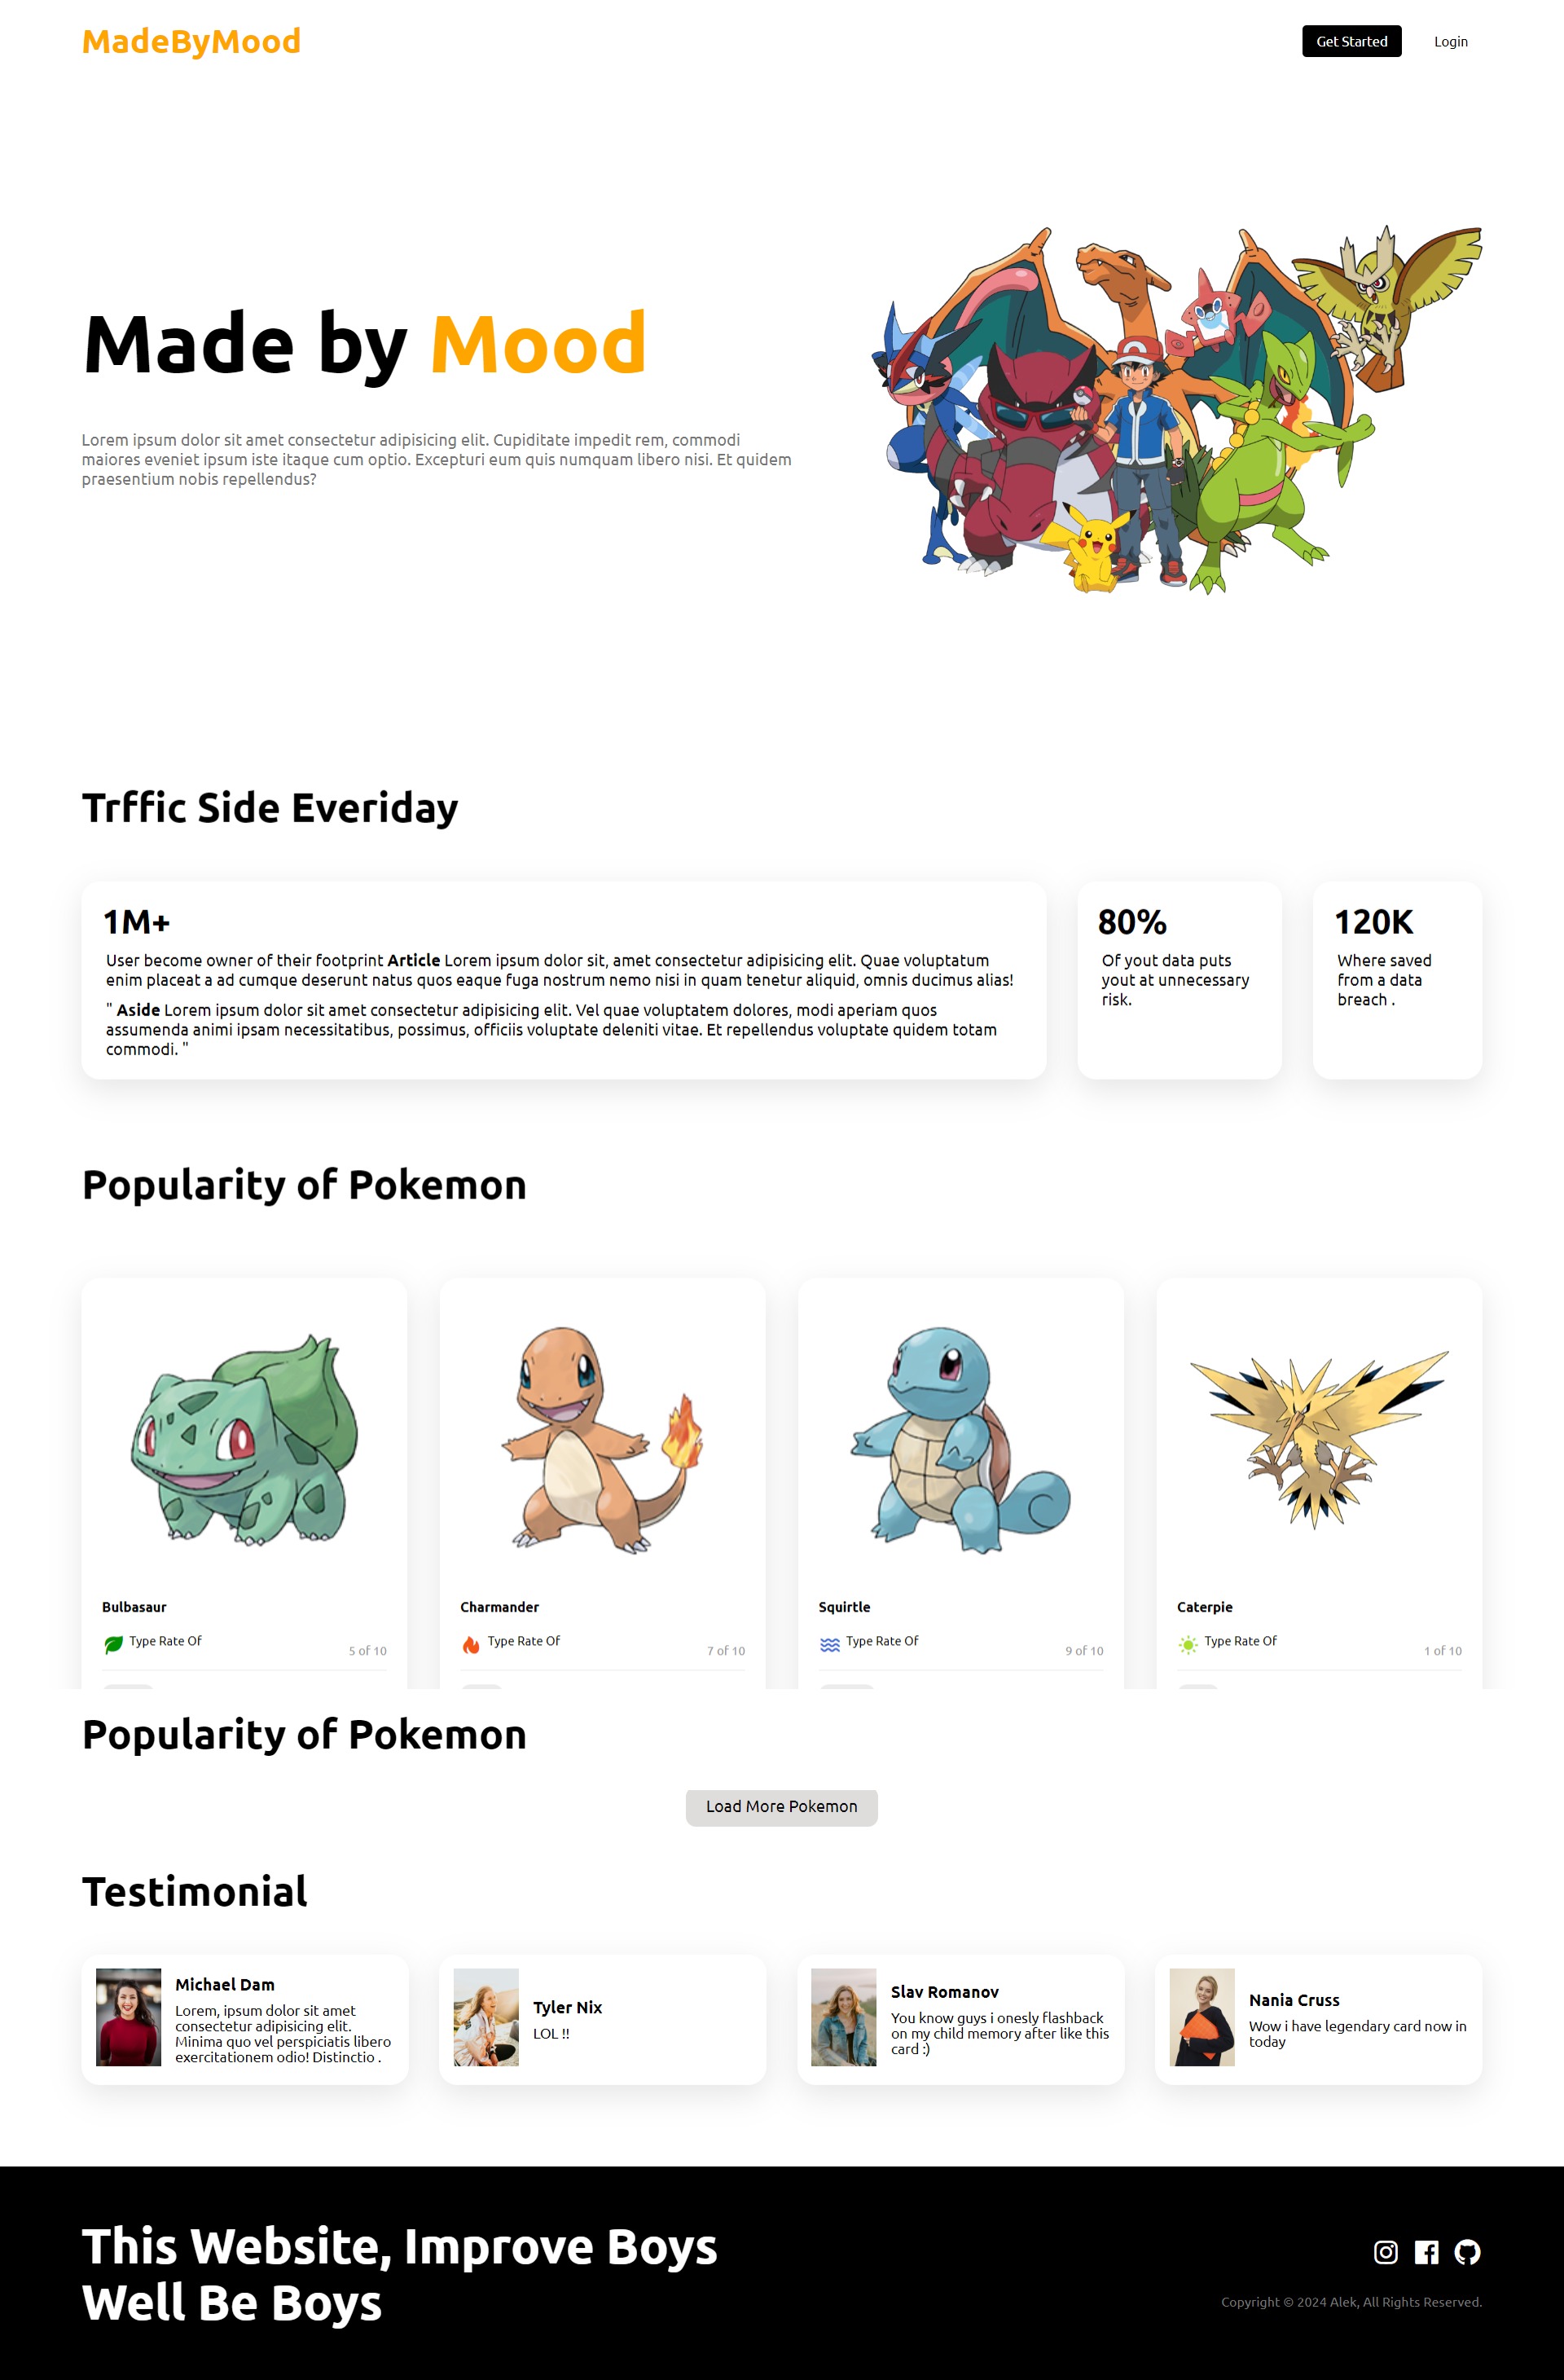 MadeByMood
Get Started
Login
Made by Mood
Lorem ipsum dolor sit amet consectetur adipisicing elit. Cupiditate impedit rem, commodi
maiores eveniet ipsum iste itaque cum optio. Excepturi eum quis numquam libero nisi. Et quidem
praesentium nobis repellendus?
Trffic Side Everiday
1M+
User become owner of their footprint Article Lorem ipsum dolor sit, amet consectetur adipisicing elit. Quae voluptatum
enim placeat a ad cumque deserunt natus quos eaque fuga nostrum nemo nisi in quam tenetur aliquid, omnis ducimus alias!
" Aside Lorem ipsum dolor sit amet consectetur adipisicing elit. Vel quae voluptatem dolores, modi aperiam quos
assumenda animi ipsam necessitatibus, possimus, officiis voluptate deleniti vitae. Et repellendus voluptate quidem totam
commodi. "
80%
Of yout data puts
yout at unnecessary
risk.
120K
Where saved
from a data
breach .
Popularity of Pokemon
Bulbasaur
Type Rate Of
5 of 10
Charmander
Type Rate Of
7 of 10
Squirtle
Type Rate Of
9 of 10
Caterpie
Type Rate Of
1 of 10
Popularity of Pokemon
Load More Pokemon
Testimonial
Michael Dam
Lorem, ipsum dolor sit amet
consectetur adipisicing elit.
Minima quo vel perspiciatis libero
exercitationem odio! Distinctio .
Tyler Nix
LOL !!
Slav Romanov
You know guys i onesly flashback
on my child memory after like this
card :)
Nania Cruss
Wow i have legendary card now in
today
This Website, Improve Boys
Well Be Boys
Copyright © 2024 Alek, All Rights Reserved.